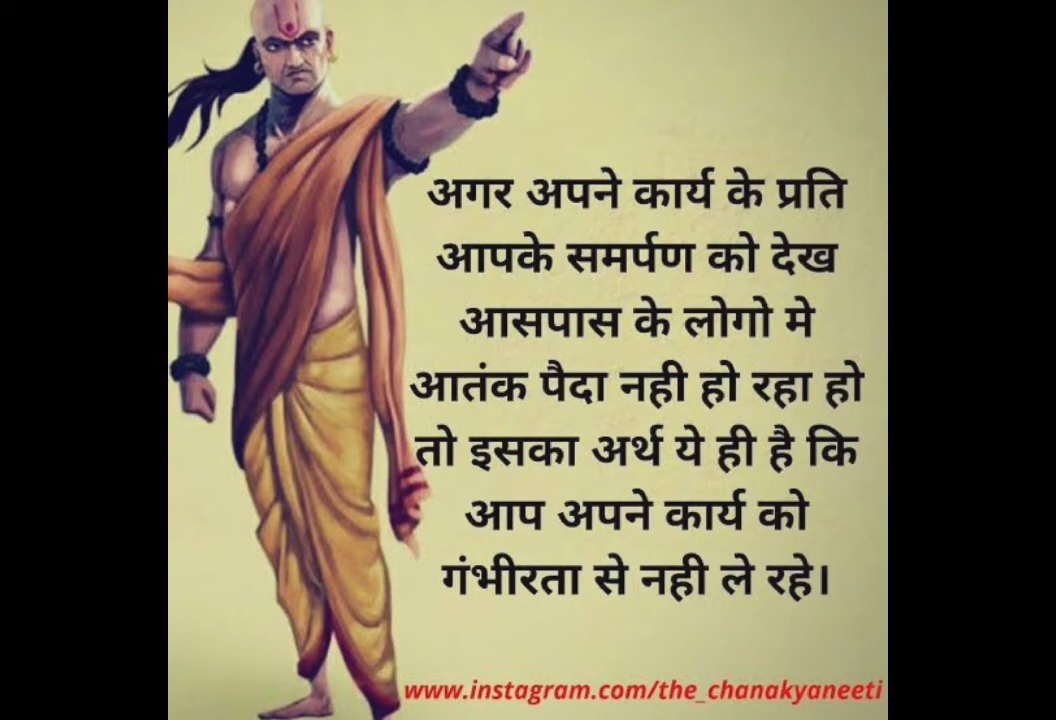 अगर अपने कार्य के प्रति
आपके समर्पण को देख
आसपास के लोगो मे
आतंक पैदा नही हो रहा हो
तो इसका अर्थ ये ही है कि
आप अपने कार्य को
गंभीरता से नही ले रहे।
www.instagram.com/the_chanakyaneeti